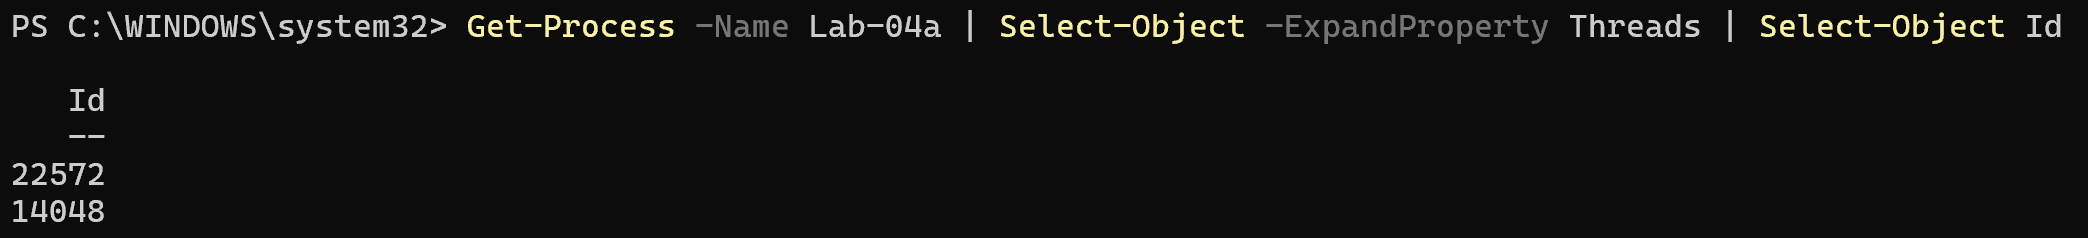 PS C:\WINDOWS\system32> Get-Process -Name Lab-04a | Select-Object -ExpandProperty Threads | Select-Object Id
Id
--
22572
14048